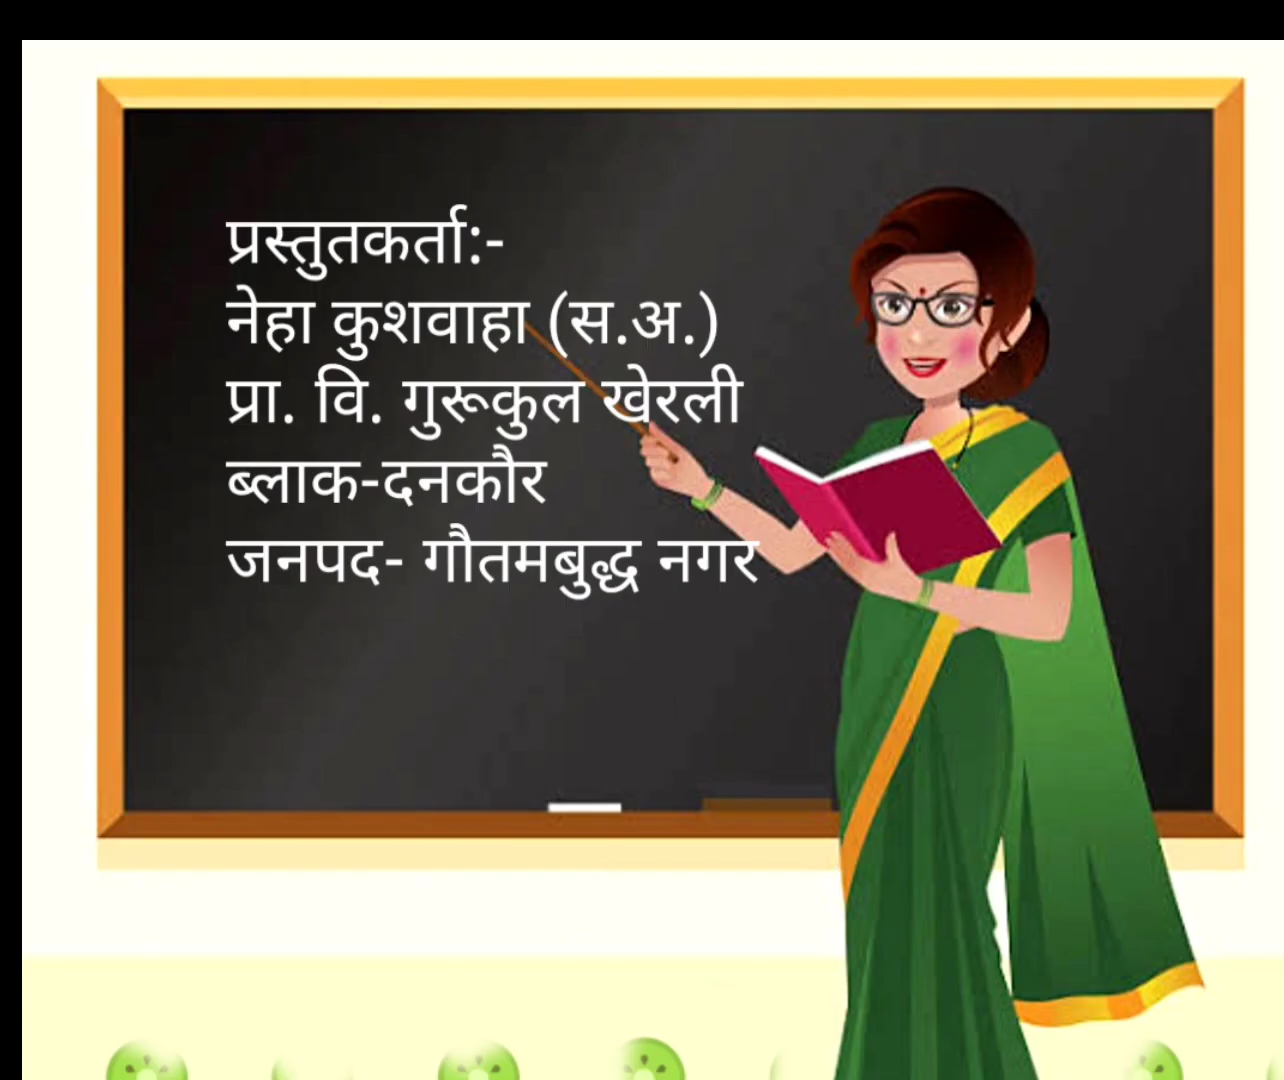 प्रस्तुतकर्ता:-
नेहा कुशवाहा (स.अ.)
प्रा. वि. गुरूकुल खेरली
ब्लाक-दनकौर
जनपद- गौतमबुद्ध नगर